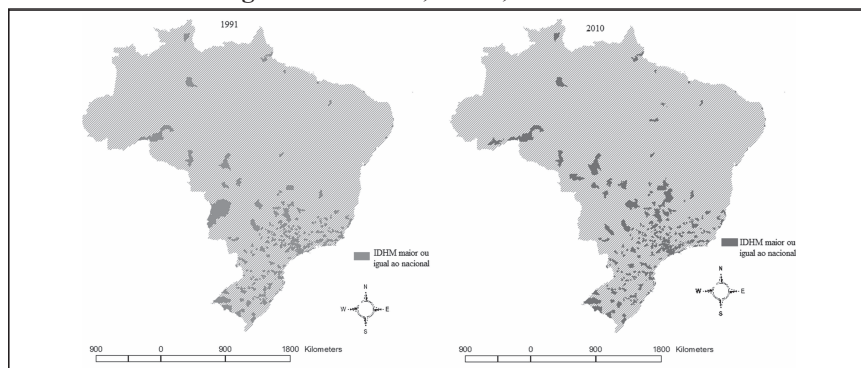 1991
2010
IDHM maior ou
igual ao nacional
IDHM maior ou
igual ao nacional
N
W E
S
N
W E
S
900 0 900 1800 Kilometers
900 0 900 1800 Kilometers